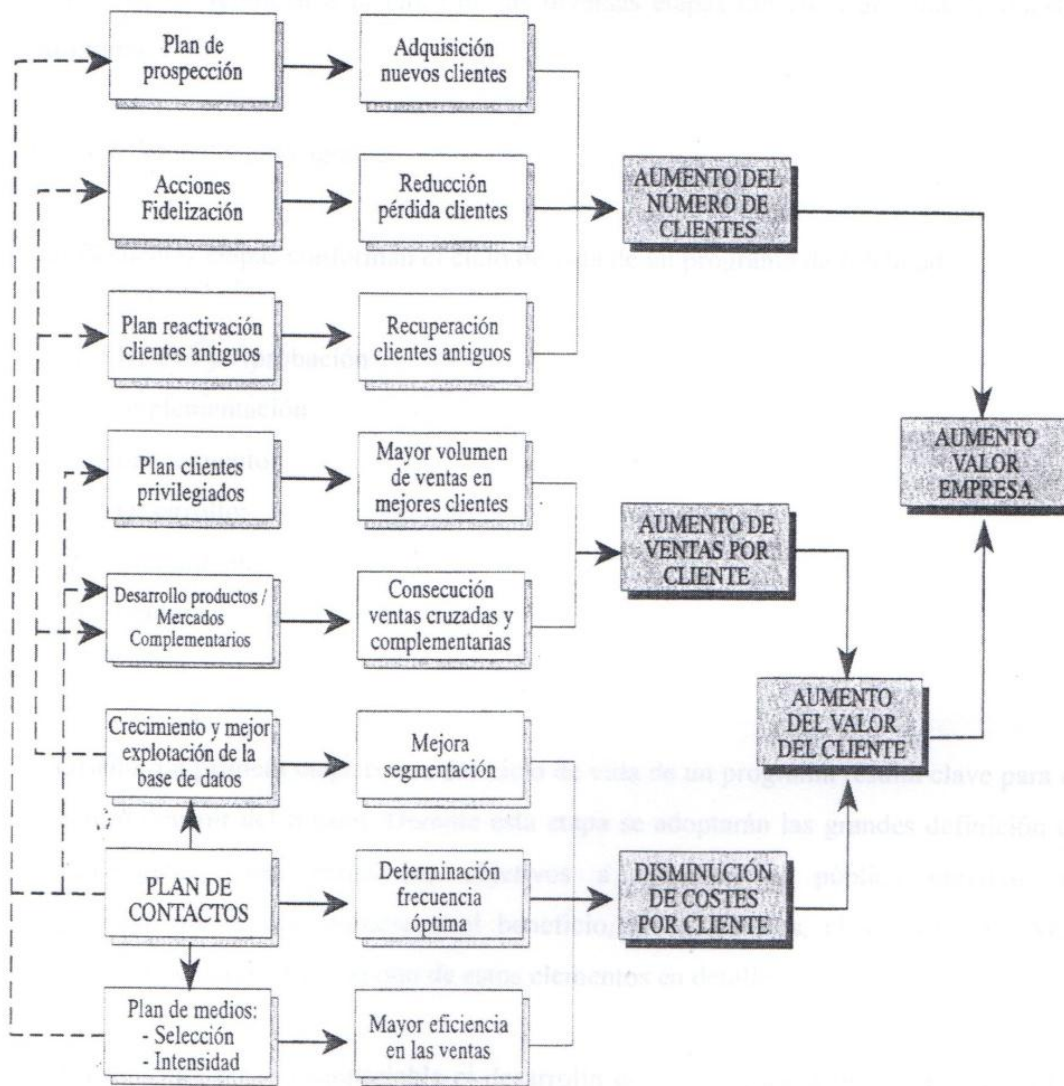 Plan de
prospección
Adquisición
nuevos clientes
Acciones
Fidelización
Reducción
pérdida clientes
AUMENTO DEL
NÚMERO DE
CLIENTES
Plan reactivación
clientes antiguos
Recuperación
clientes antiguos
AUMENTO
VALOR
EMPRESA
Plan clientes
privilegiados
Mayor volumen
de ventas en
mejores clientes
AUMENTO DE
VENTAS POR
CLIENTE
Desarrollo productos /
Mercados
Complementarios
Consecución
ventas cruzadas y
complementarias
AUMENTO
DEL VALOR
DEL CLIENTE
Crecimiento y mejor
explotación de la
base de datos
Mejora
segmentación
PLAN DE
CONTACTOS
Determinación
frecuencia
óptima
DISMINUCIÓN
DE COSTES
POR CLIENTE
Plan de medios:
- Selección
- Intensidad
Mayor eficiencia
en las ventas